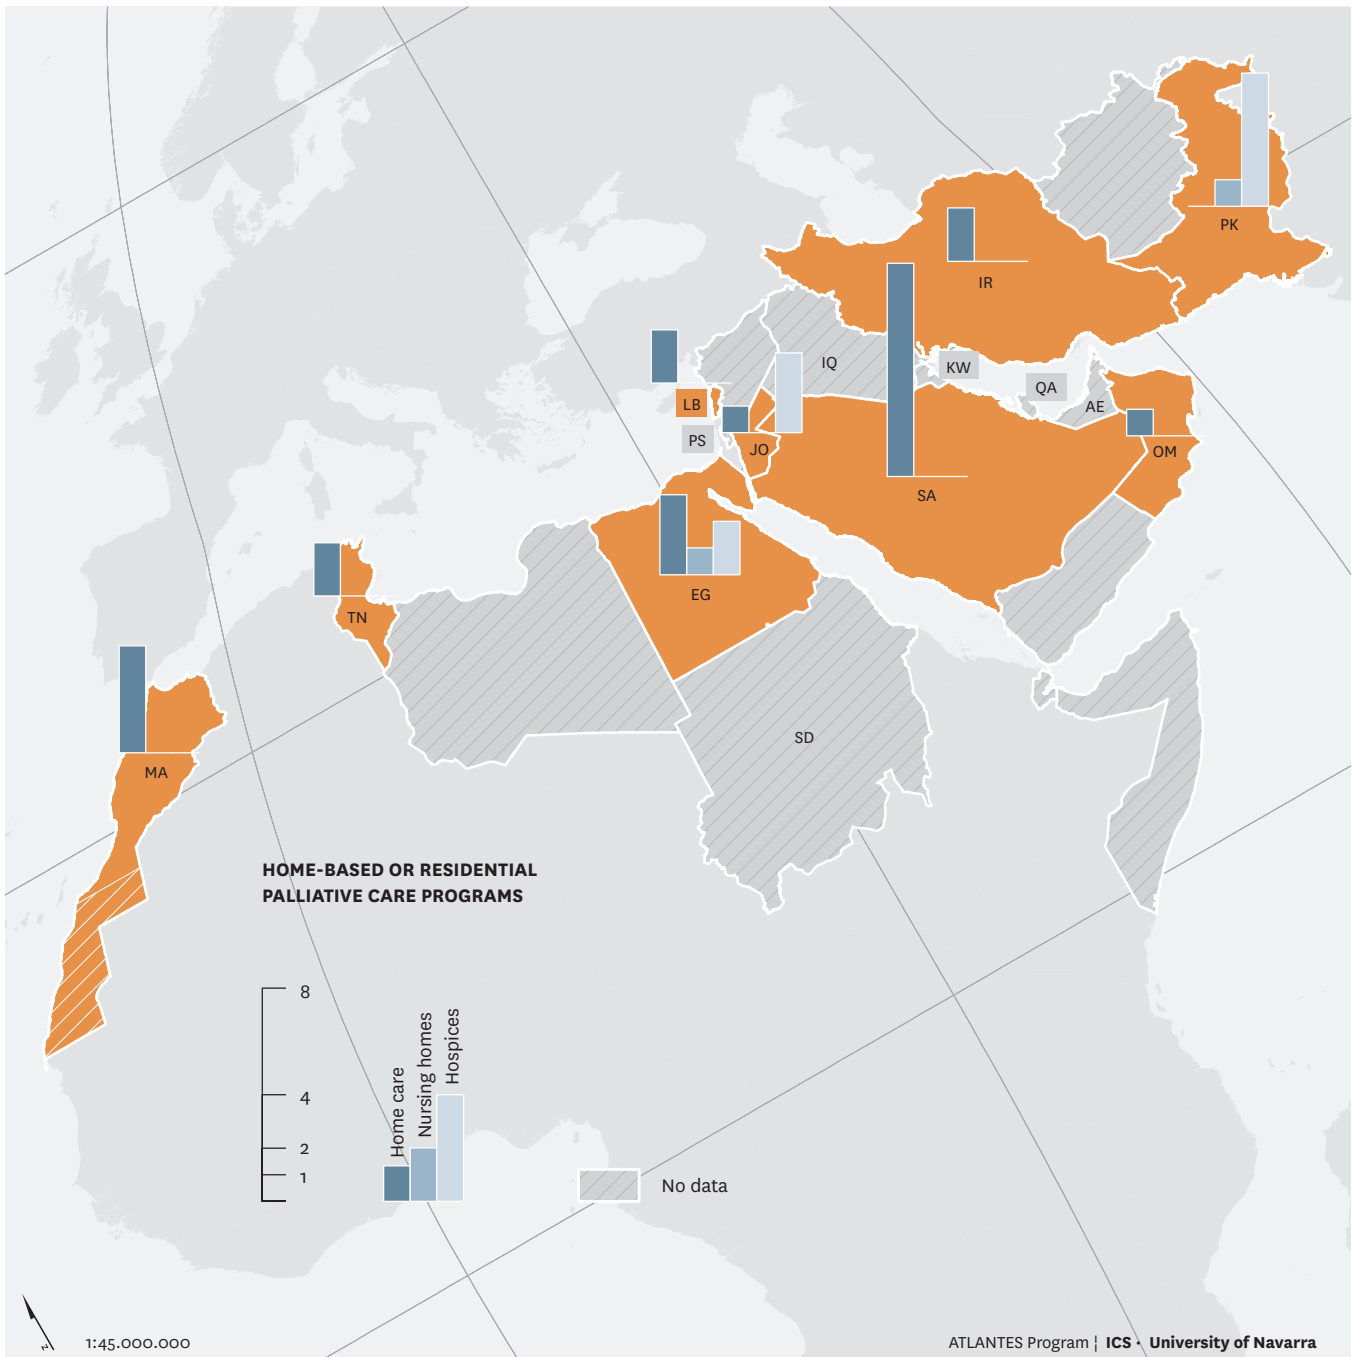 PK
IR
IQ
KW
QA
AE
LB
PS
JO
OM
SA
EG
TN
SD
MA
HOME-BASED OR RESIDENTIAL
PALLIATIVE CARE PROGRAMS
8
4
2
1
Home care
Nursing homes
Hospices
No data
N
1:45.000.000
ATLANTES Program | ICS · University of Navarra